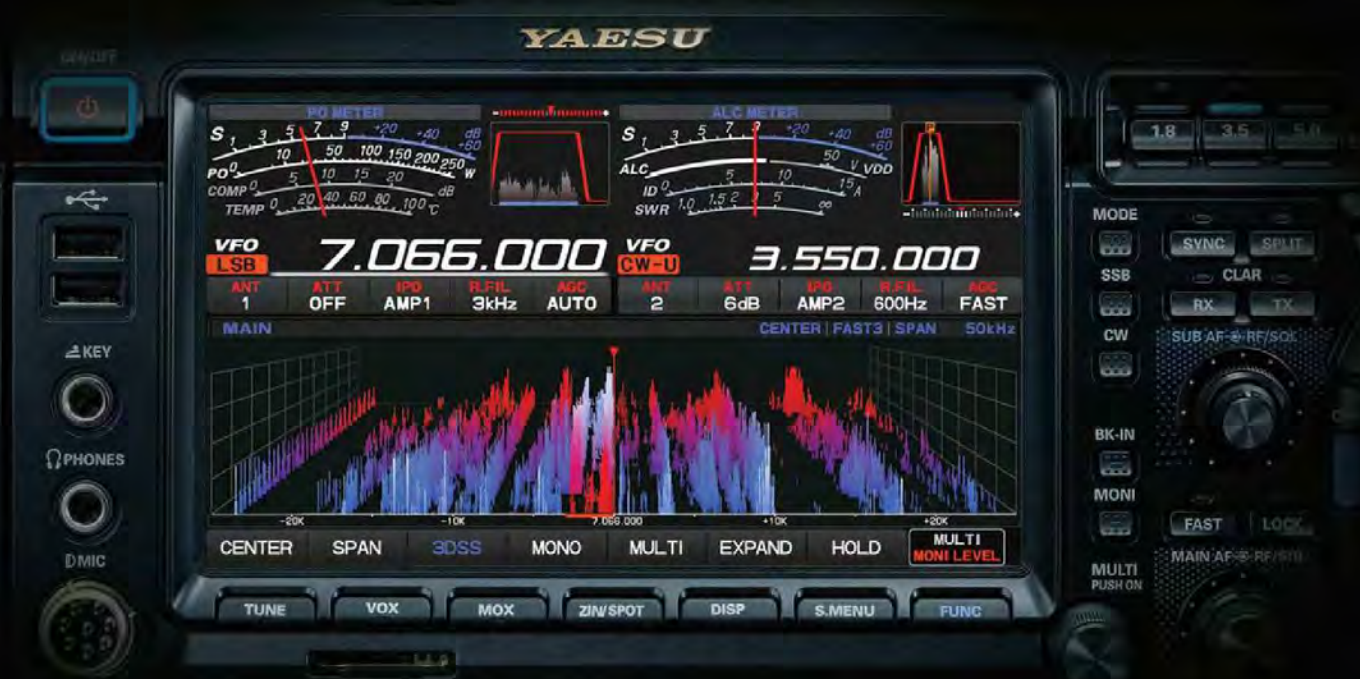 YAESU
ON/OFF
PO METER
ALC METER
S 1 3 5 7 9 +20 +40 +60 dB
PO 0 10 50 100 150 200 250 W
COMP 0 5 10 15 20 dB
TEMP 0 20 40 60 80 100 °C
S 1 3 5 7 9 +20 +40 +60 dB
ALC 50 V VDD
ID 0 5 10 15 A
SWR 1.0 1.5 2 3 5 ∞
1.8 3.5 5.0
VFO LSB 7.066.000
VFO CW-U 3.550.000
ANT ATT IPO R.FIL AGC ANT ATT IPO R.FIL AGC
1 OFF AMP1 3kHz AUTO 2 6dB AMP2 600Hz FAST
MAIN CENTER | FAST3 | SPAN 50kHz
-20K -10K 7.066.000 +10K +20K
CENTER SPAN 3DSS MONO MULTI EXPAND HOLD MULTI
MONI LEVEL
TUNE VOX MOX ZIN/SPOT DISP S.MENU FUNC
KEY
PHONES
MIC
MODE
SSB
CW
BK-IN
MONI
MULTI
PUSH ON
SYNC SPLIT
CLAR
RX TX
SUB AF RF/SQL
FAST LOCK
MAIN AF RF/SQL